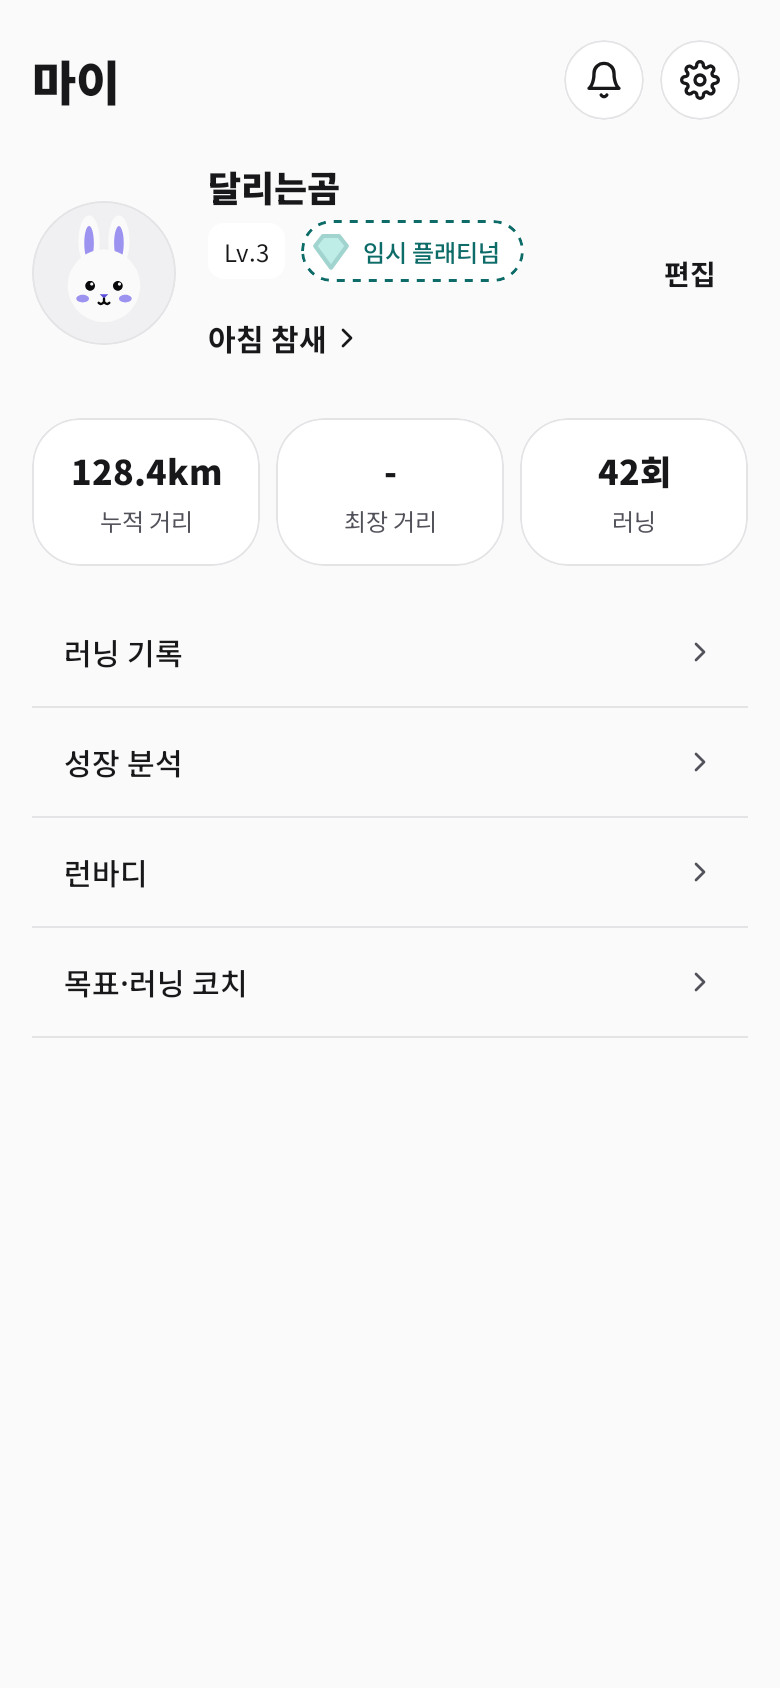 마이
달리는곰
Lv.3 임시 플래티넘
편집
아침 참새
128.4km - 42회
누적 거리 최장 거리 러닝
러닝 기록
성장 분석
런바디
목표·러닝 코치